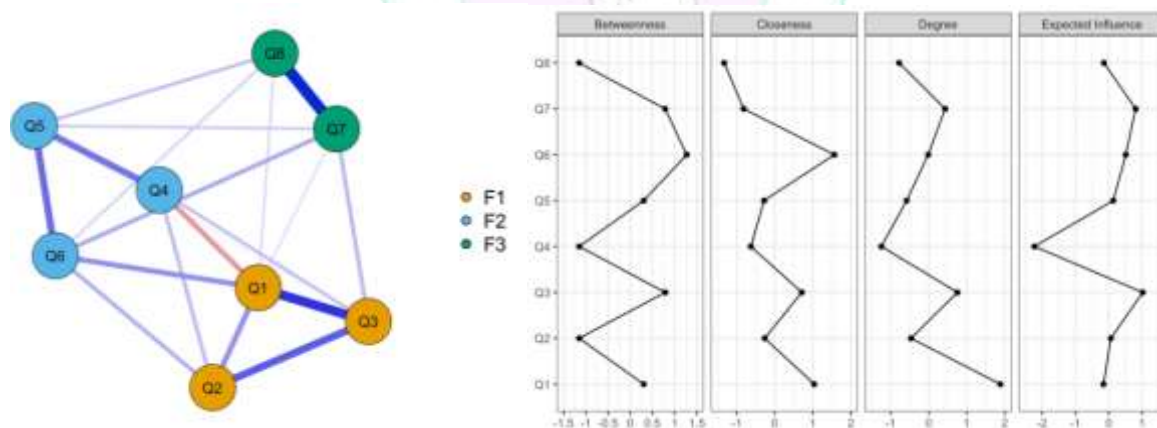 Betweenness Closeness Degree Expected Influence
Q8
Q8
Q7
Q5
Q7
Q6
Q4
F1
Q5
F2
F3
Q4
Q6
Q1
Q3
Q3
Q2
Q2
Q1
-1.5 -1 -0.5 0 0.5 1 1.5 -1 0 1 2 -1 0 1 2 -2 -1 0 1